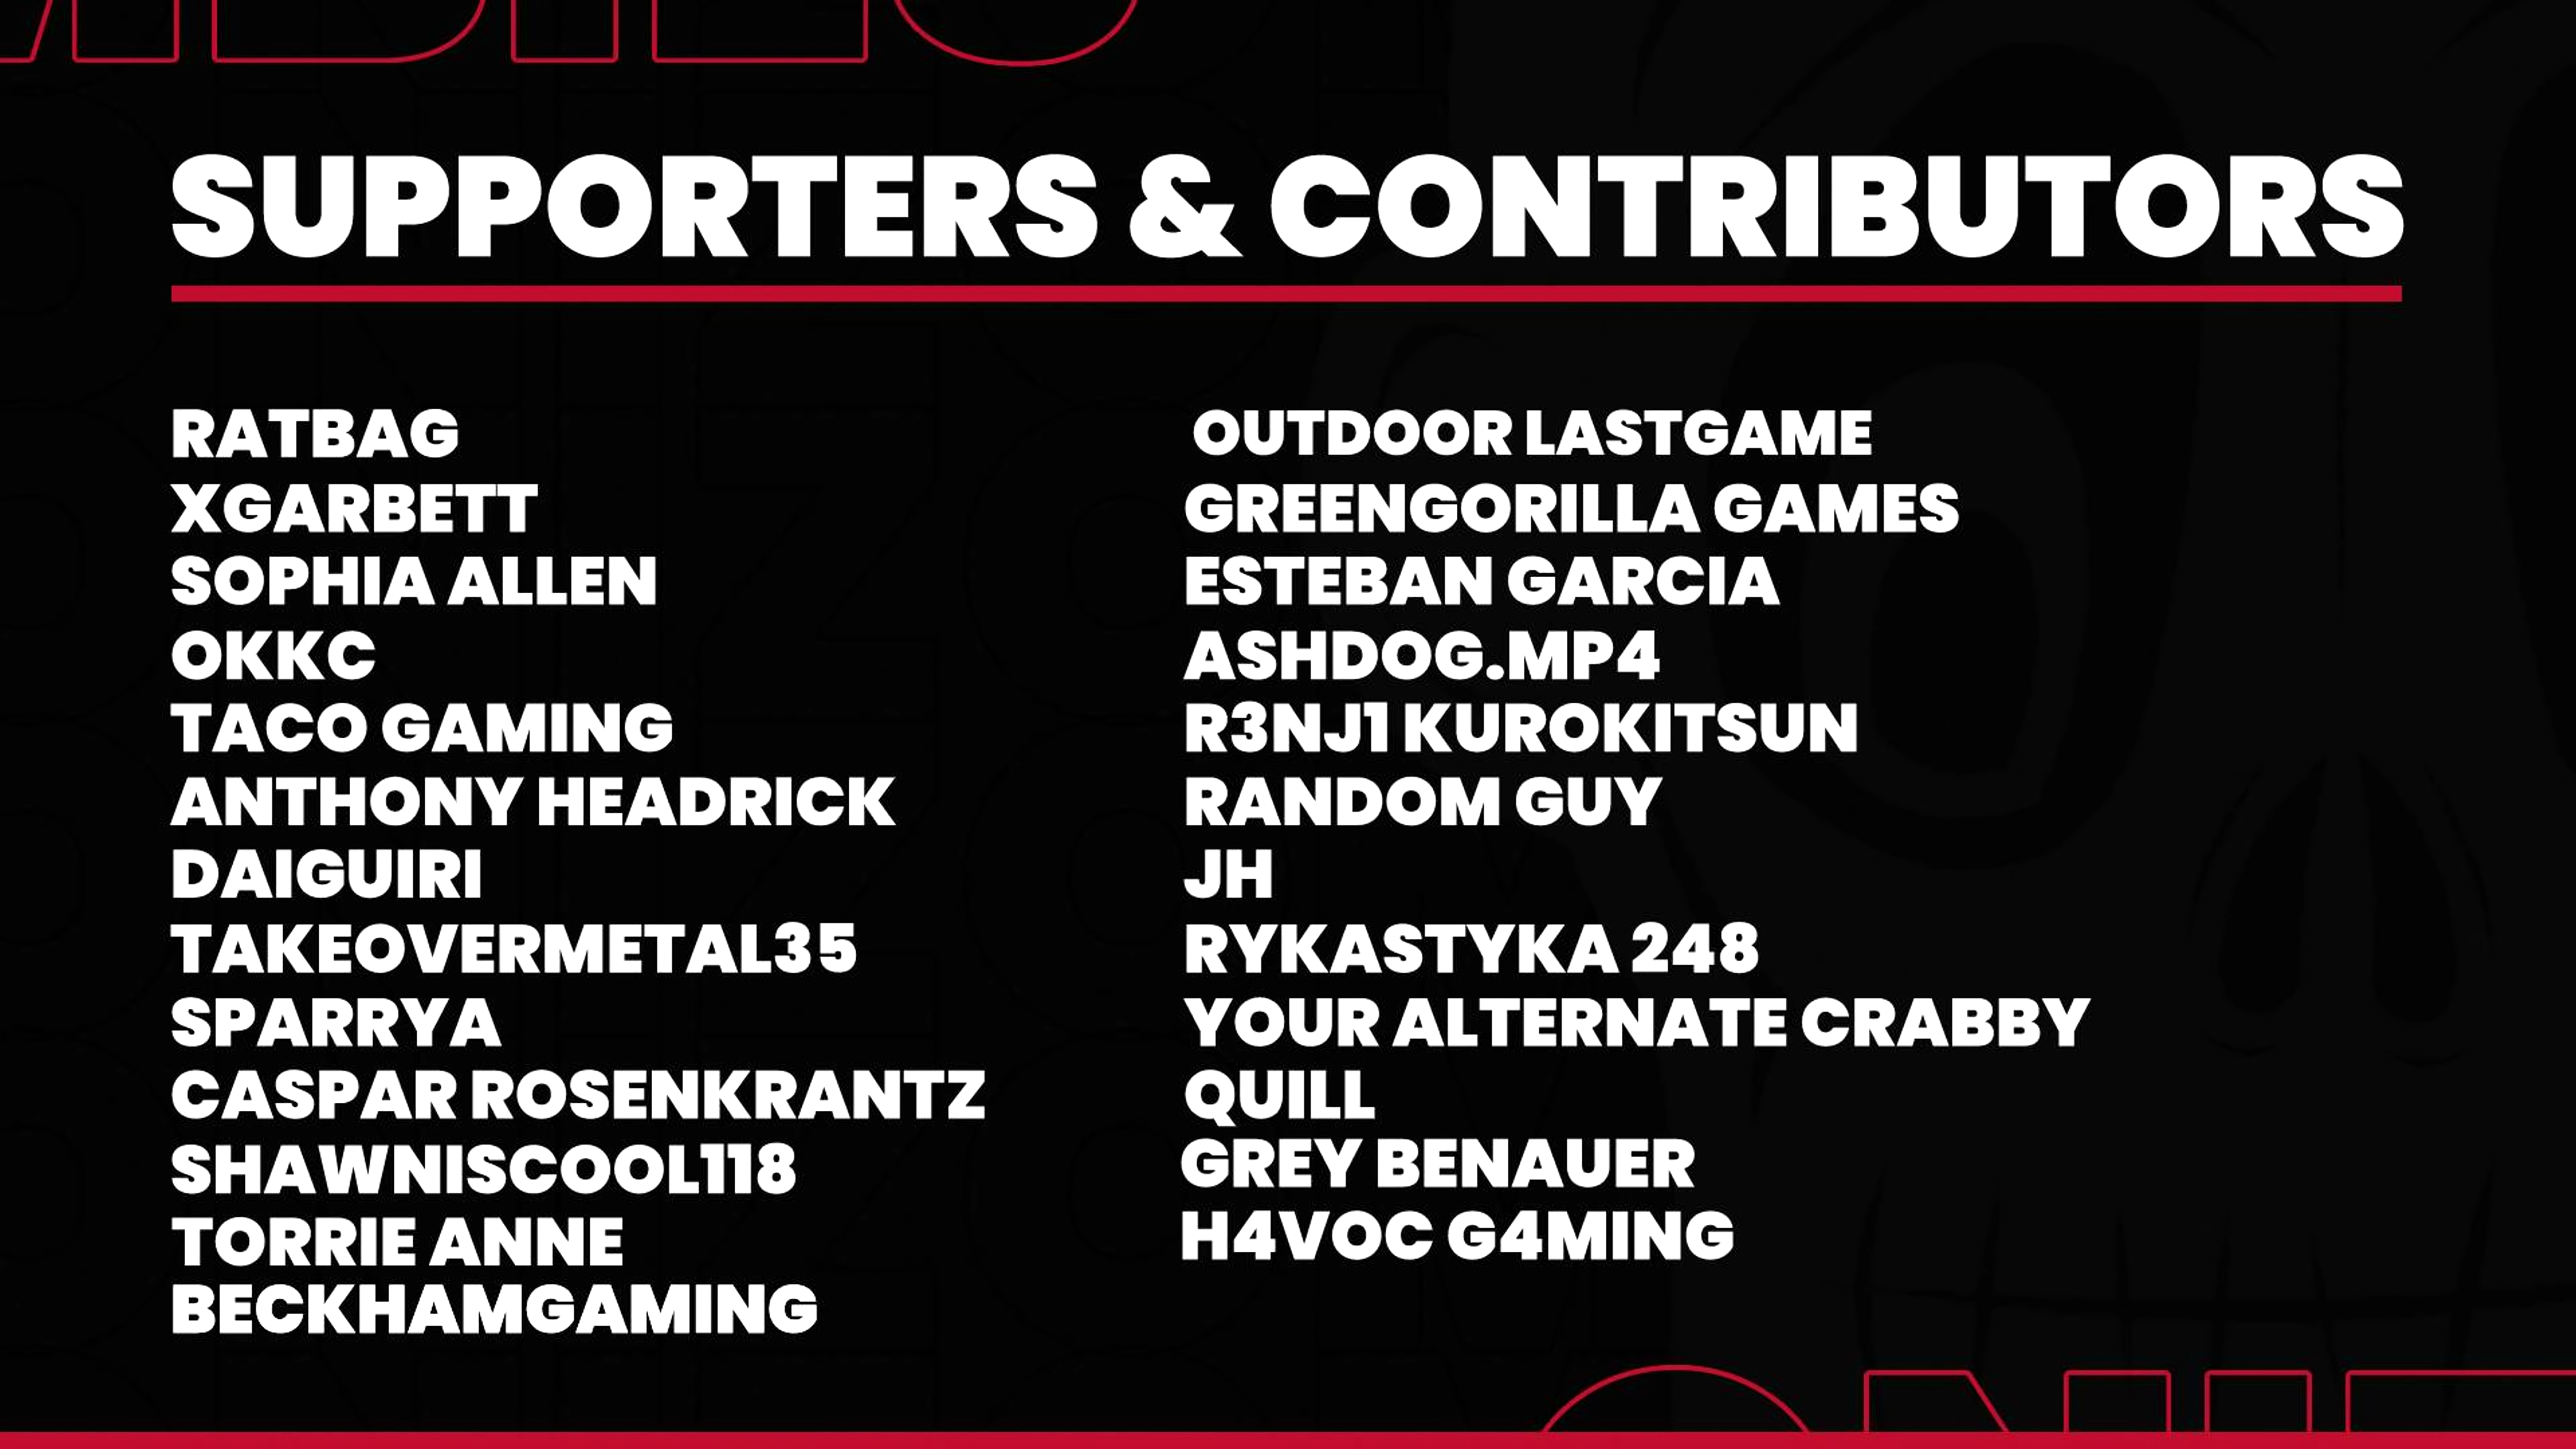 SUPPORTERS & CONTRIBUTORS
RATBAG
XGARBETT
SOPHIA ALLEN
OKKC
TACO GAMING
ANTHONY HEADRICK
DAIGUIRI
TAKEOVERMETAL35
SPARRYA
CASPAR ROSENKRANTZ
SHAWNISCOOL118
TORRIE ANNE
BECKHAMGAMING
OUTDOOR LASTGAME
GREENGORILLA GAMES
ESTEBAN GARCIA
ASHDOG.MP4
R3NJ1 KUROKITSUN
RANDOM GUY
JH
RYKASTYKA 248
YOUR ALTERNATE CRABBY
QUILL
GREY BENAUER
H4VOC G4MING